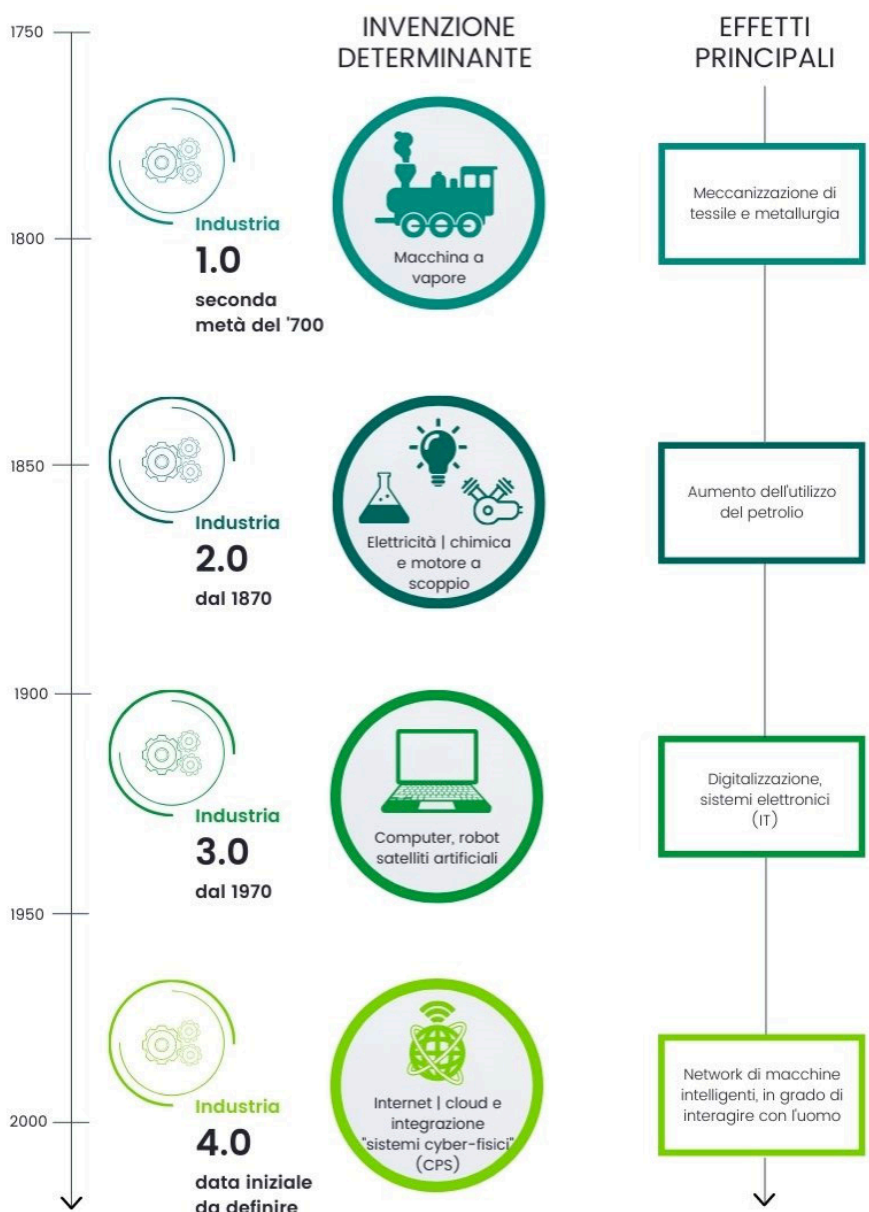 1750
INVENZIONE
DETERMINANTE
EFFETTI
PRINCIPALI
Industria
1.0
seconda
metà del '700
Macchina a
vapore
Meccanizzazione di
tessile e metallurgia
1800
1850
Industria
2.0
dal 1870
Elettricità | chimica
e motore a
scoppio
Aumento dell'utilizzo
del petrolio
1900
Industria
3.0
dal 1970
Computer, robot
satelliti artificiali
Digitalizzazione,
sistemi elettronici
(IT)
1950
Industria
4.0
data iniziale
da definire
Internet | cloud e
integrazione
"sistemi cyber-fisici"
(CPS)
Network di macchine
intelligenti, in grado di
interagire con l'uomo
2000